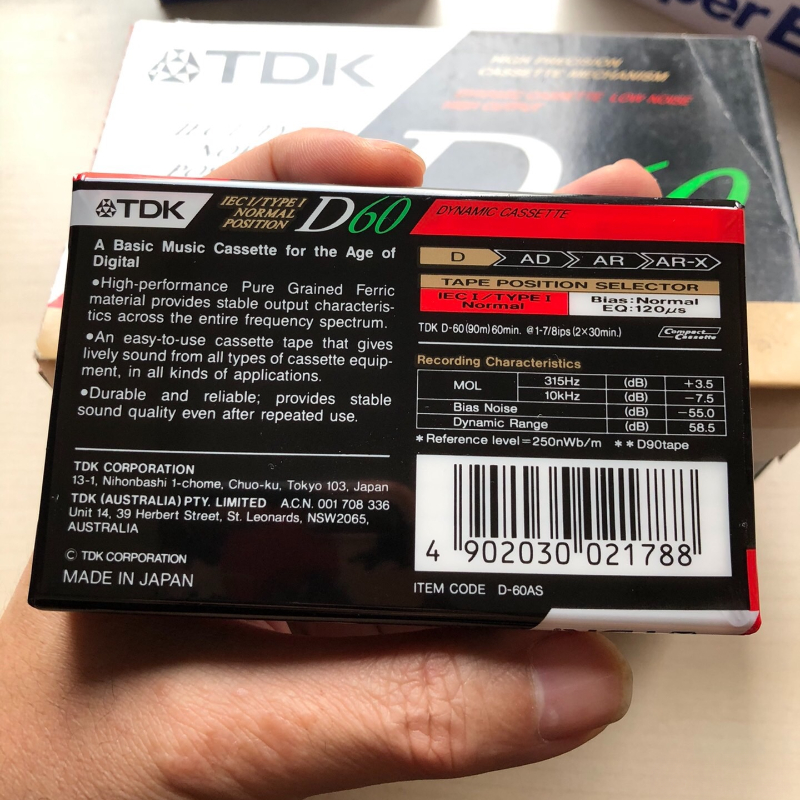 per E
TDK
HIGH PRECISION
CASSETTE MECHANISM
D 60
TDK
IEC I/TYPE I
NORMAL
POSITION
D60
DYNAMIC CASSETTE
A Basic Music Cassette for the Age of
Digital
●High-performance Pure Grained Ferric
material provides stable output characteris-
tics across the entire frequency spectrum.
●An easy-to-use cassette tape that gives
lively sound from all types of cassette equip-
ment, in all kinds of applications.
●Durable and reliable; provides stable
sound quality even after repeated use.
TDK CORPORATION
13-1, Nihonbashi 1-chome, Chuo-ku, Tokyo 103, Japan
TDK (AUSTRALIA) PTY. LIMITED A.C.N. 001 708 336
Unit 14, 39 Herbert Street, St. Leonards, NSW2065,
AUSTRALIA
© TDK CORPORATION
MADE IN JAPAN
D AD AR AR-X
TAPE POSITION SELECTOR
IEC I/TYPE I
Normal
Bias: Normal
EQ: 120μs
TDK D-60 (90m) 60min. @1-7/8ips (2×30min.)
Compact Cassette
Recording Characteristics
MOL 315Hz (dB) +3.5
10kHz (dB) −7.5
Bias Noise (dB) −55.0
Dynamic Range (dB) 58.5
*Reference level=250nWb/m **D90tape
4 902030 021788
ITEM CODE D-60AS